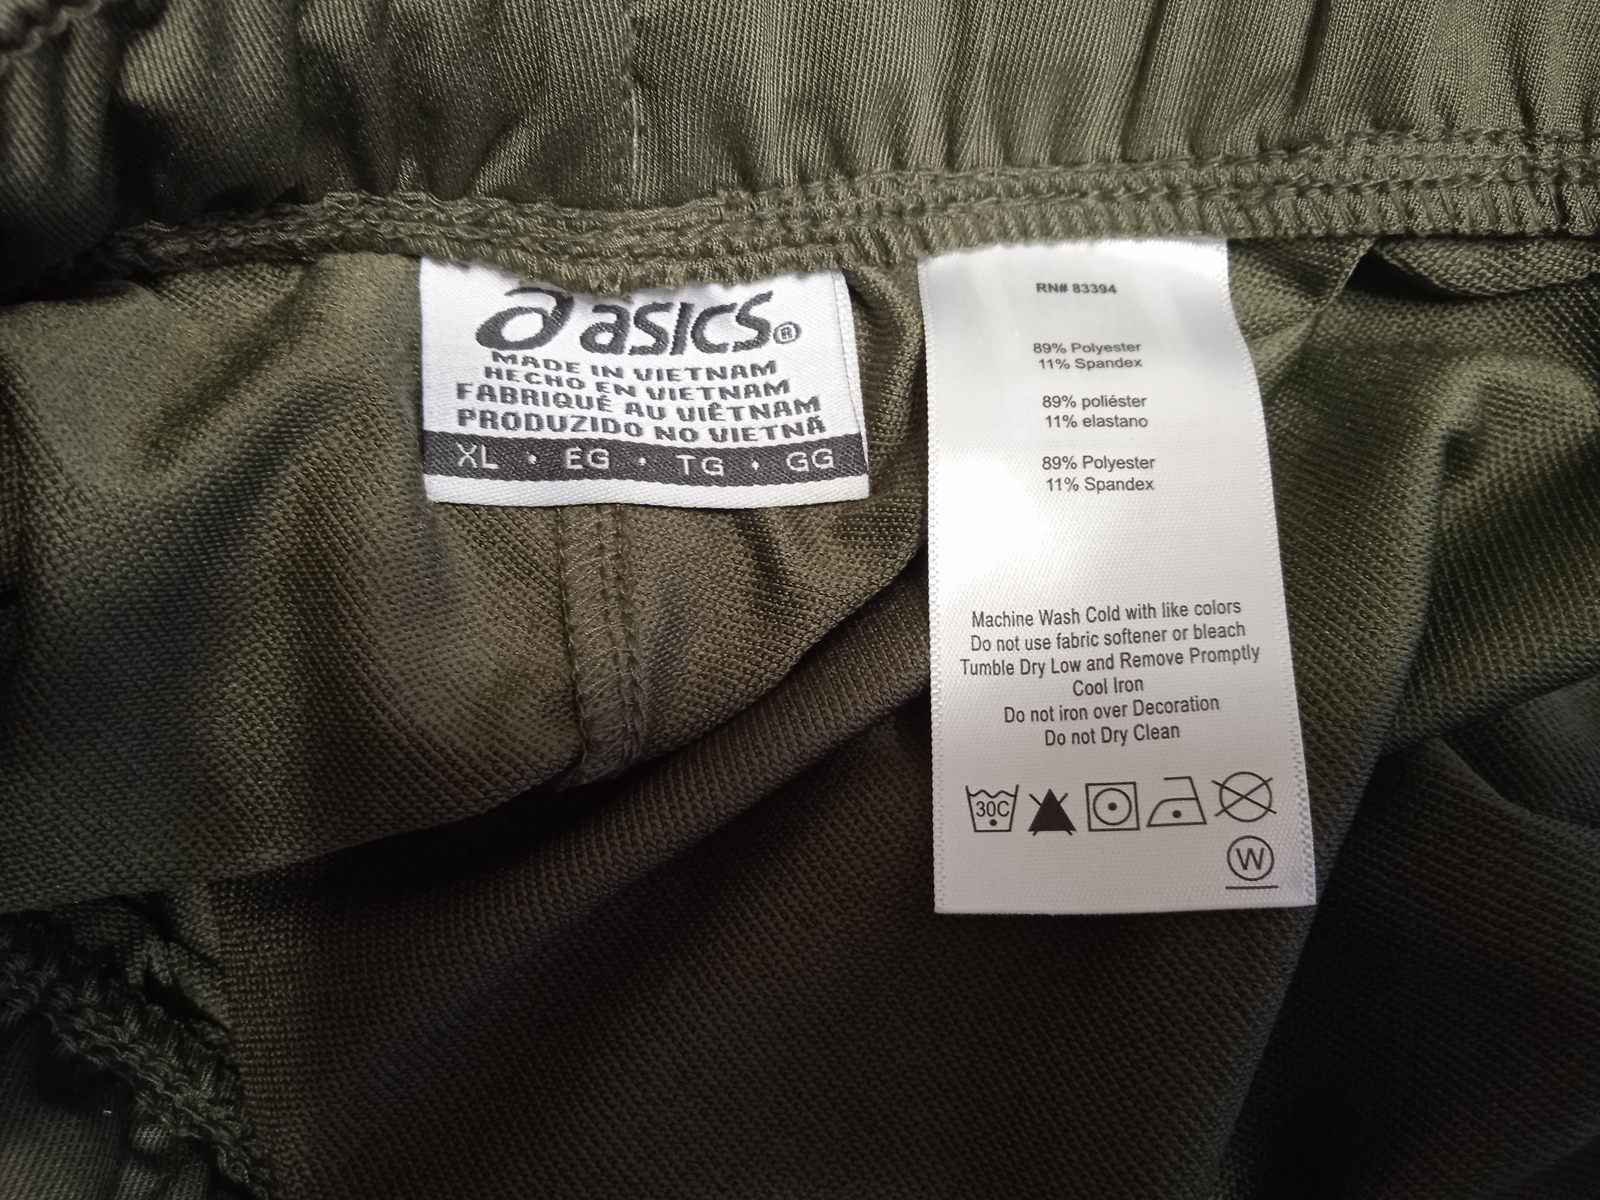 asics®
MADE IN VIETNAM
HECHO EN VIETNAM
FABRIQUÉ AU VIÊTNAM
PRODUZIDO NO VIETNÃ
XL · EG · TG · GG
RN# 83394
89% Polyester
11% Spandex
89% poliéster
11% elastano
89% Polyester
11% Spandex
Machine Wash Cold with like colors
Do not use fabric softener or bleach
Tumble Dry Low and Remove Promptly
Cool Iron
Do not iron over Decoration
Do not Dry Clean
30C
W